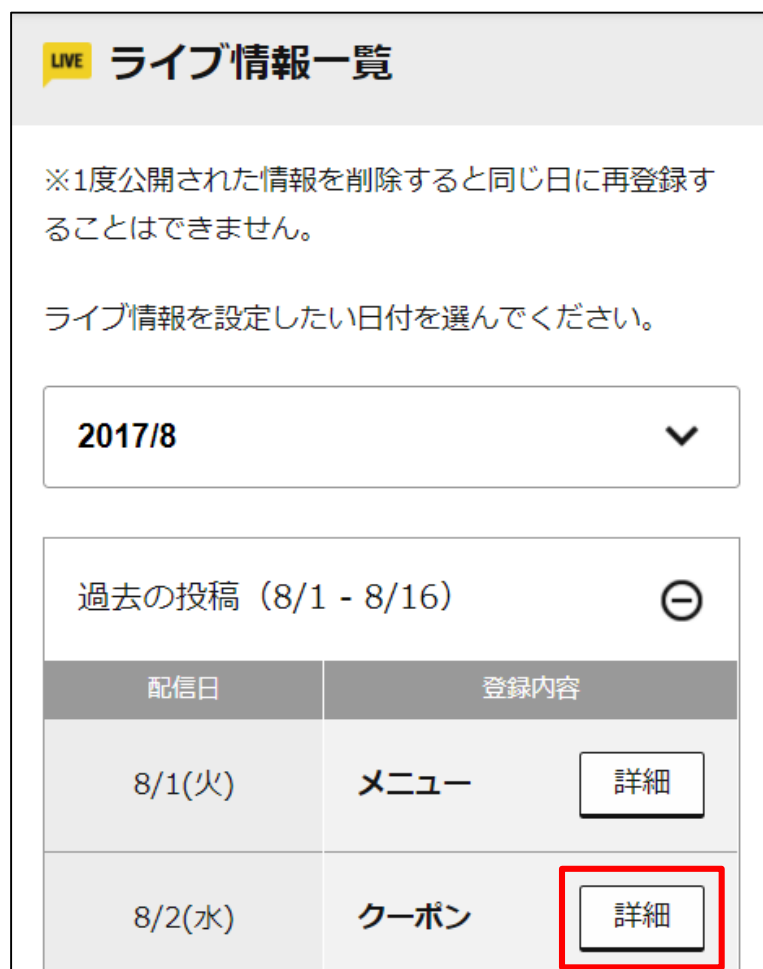 LIVE ライブ情報一覧
※1度公開された情報を削除すると同じ日に再登録す
ることはできません。
ライブ情報を設定したい日付を選んでください。
2017/8
過去の投稿（8/1 - 8/16）
配信日 登録内容
8/1(火) メニュー 詳細
8/2(水) クーポン 詳細